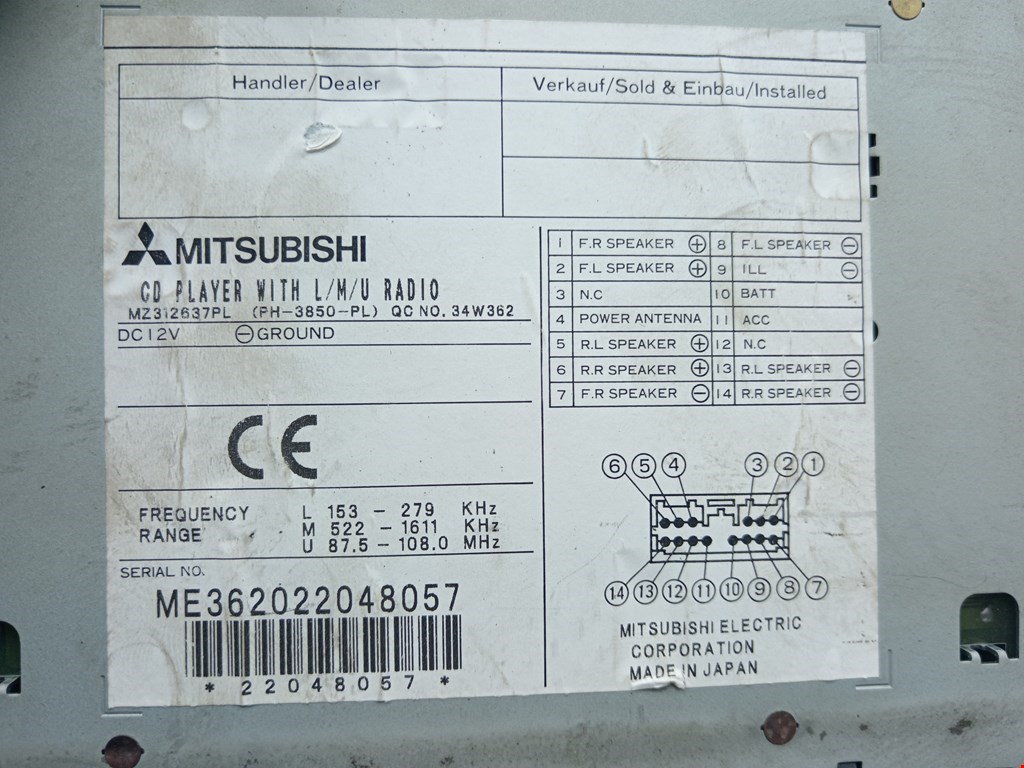 Handler/Dealer
Verkauf/Sold & Einbau/Installed
MITSUBISHI
CD PLAYER WITH L/M/U RADIO
MZ312637PL (PH-3850-PL) QC NO. 34W362
DC12V ⊖GROUND
1 F.R SPEAKER ⊕ 8 F.L SPEAKER ⊖
2 F.L SPEAKER ⊕ 9 ILL ⊖
3 N.C 10 BATT
4 POWER ANTENNA 11 ACC
5 R.L SPEAKER ⊕ 12 N.C
6 R.R SPEAKER ⊕ 13 R.L SPEAKER ⊖
7 F.R SPEAKER ⊖ 14 R.R SPEAKER ⊖
CE
FREQUENCY RANGE
L 153 - 279 KHz
M 522 - 1611 KHz
U 87.5 - 108.0 MHz
SERIAL NO.
ME362022048057
*22048057*
⑥ ⑤ ④ ③ ② ①
⑭ ⑬ ⑫ ⑪ ⑩ ⑨ ⑧ ⑦
MITSUBISHI ELECTRIC
CORPORATION
MADE IN JAPAN